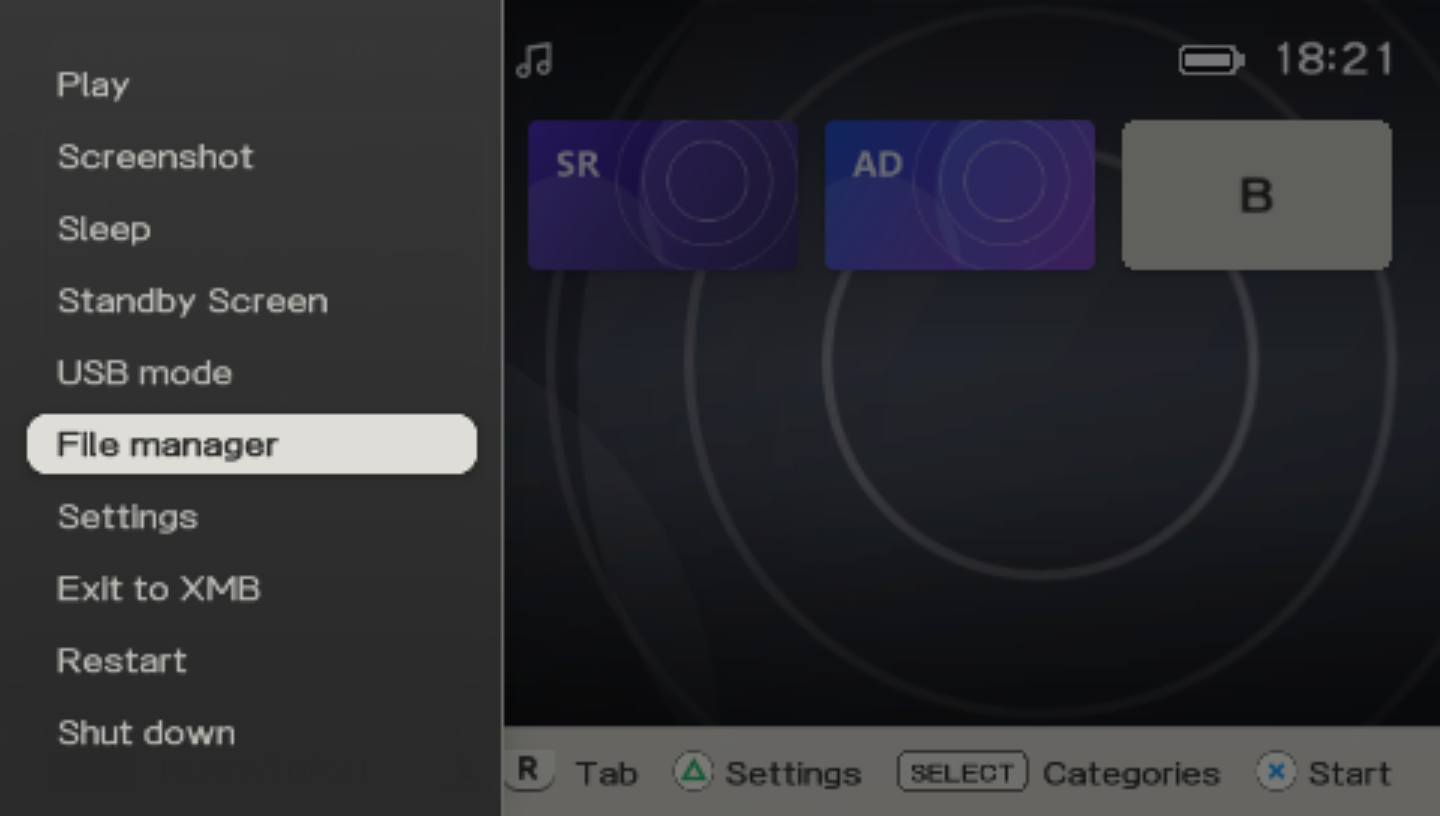 Play
Screenshot
Sleep
Standby Screen
USB mode
File manager
Settings
Exit to XMB
Restart
Shut down
18:21
SR AD B
R Tab Settings SELECT Categories Start